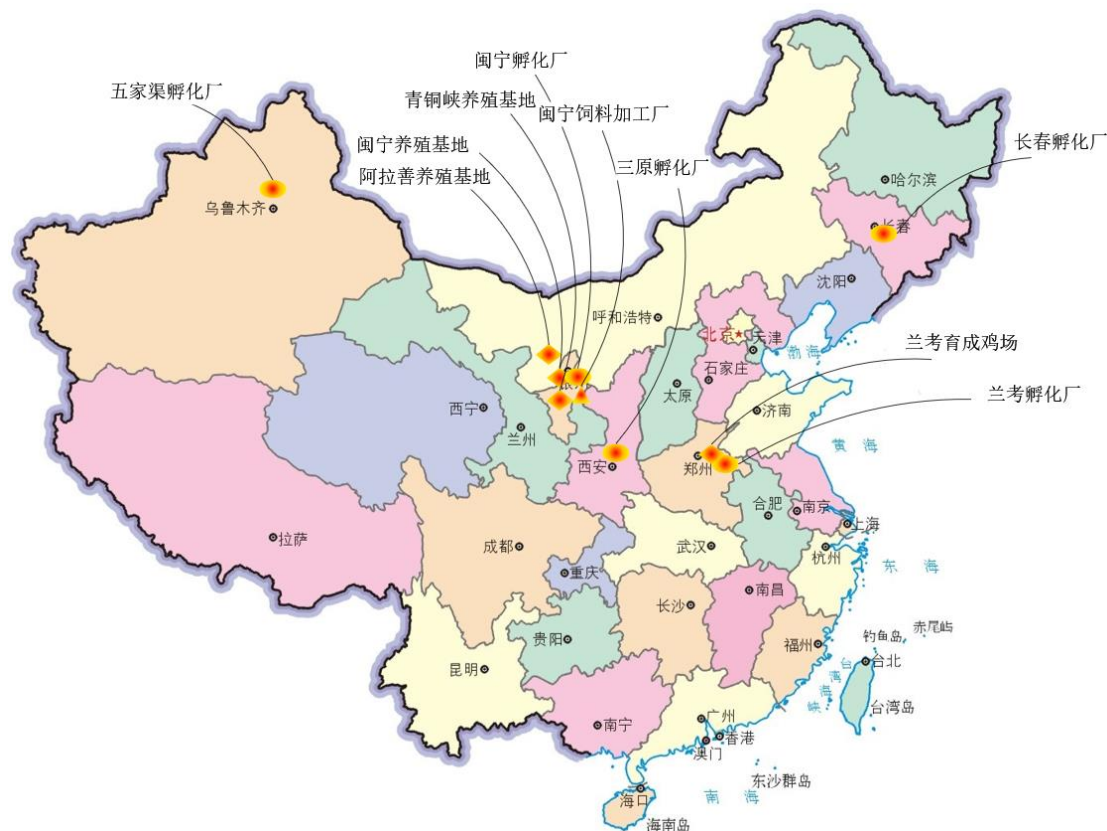 闽宁孵化厂
五家渠孵化厂
青铜峡养殖基地
闽宁饲料加工厂
长春孵化厂
闽宁养殖基地
三原孵化厂
阿拉善养殖基地
哈尔滨
乌鲁木齐
长春
沈阳
呼和浩特
北京
天津
兰考育成鸡场
渤海
石家庄
太原
兰考孵化厂
西宁
济南
兰州
黄海
西安
郑州
合肥
南京
上海
拉萨
成都
武汉
杭州
重庆
东海
南昌
长沙
赤尾屿
钓鱼岛
贵阳
福州
台北
昆明
台湾海峡
台湾岛
广州
南宁
香港
澳门
东沙群岛
南海
海口
海南岛